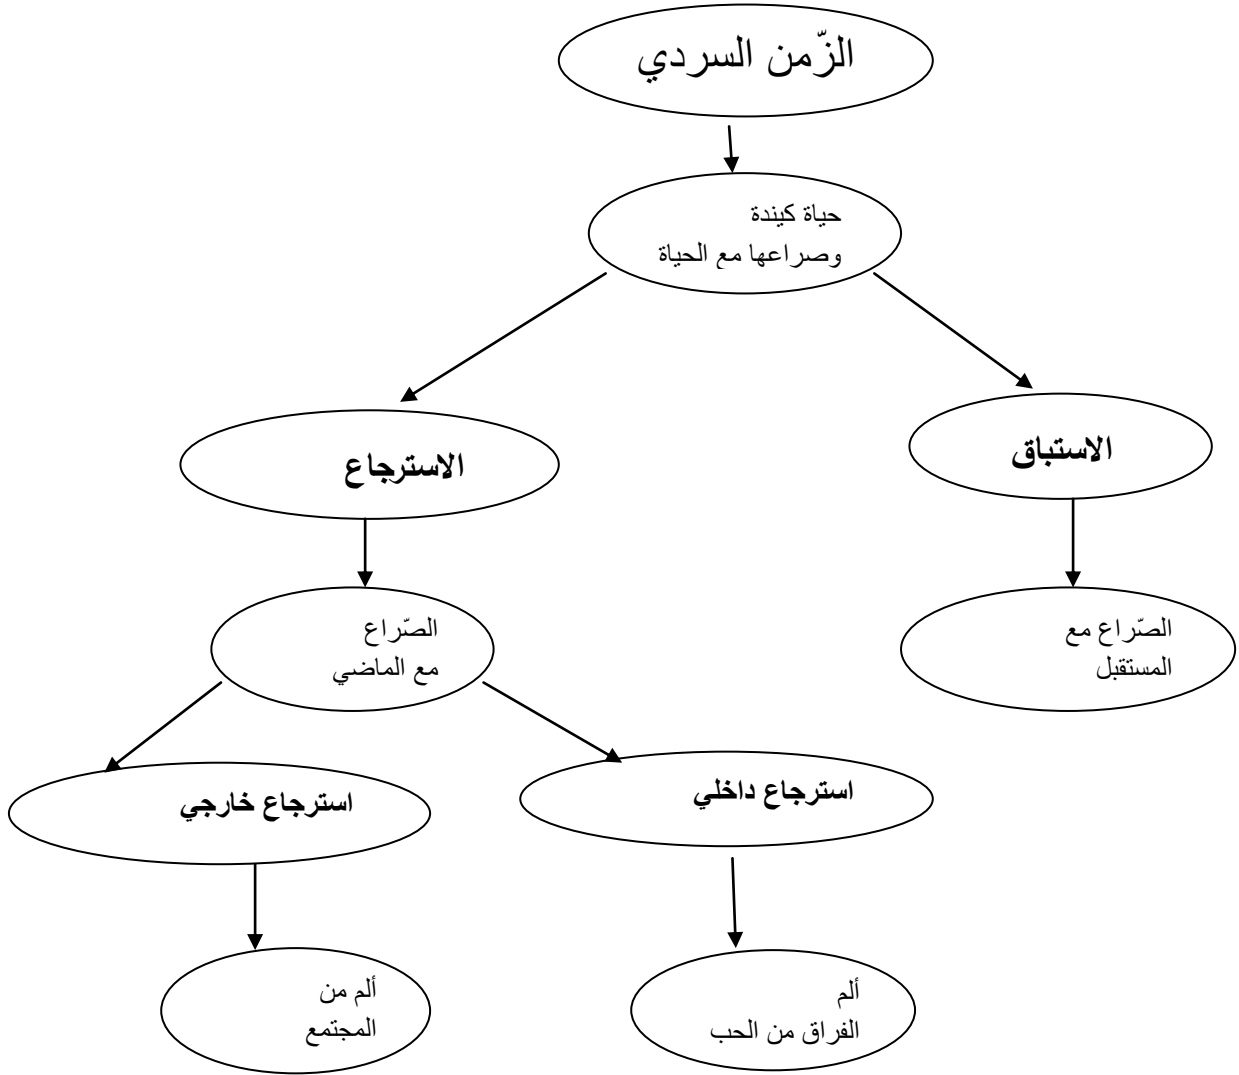 الزّمن السردي
حياة كيندة
وصراعها مع الحياة
الاستباق
الاسترجاع
الصّراع مع
المستقبل
الصّراع
مع الماضي
استرجاع داخلي
استرجاع خارجي
ألم
الفراق من الحب
ألم من
المجتمع